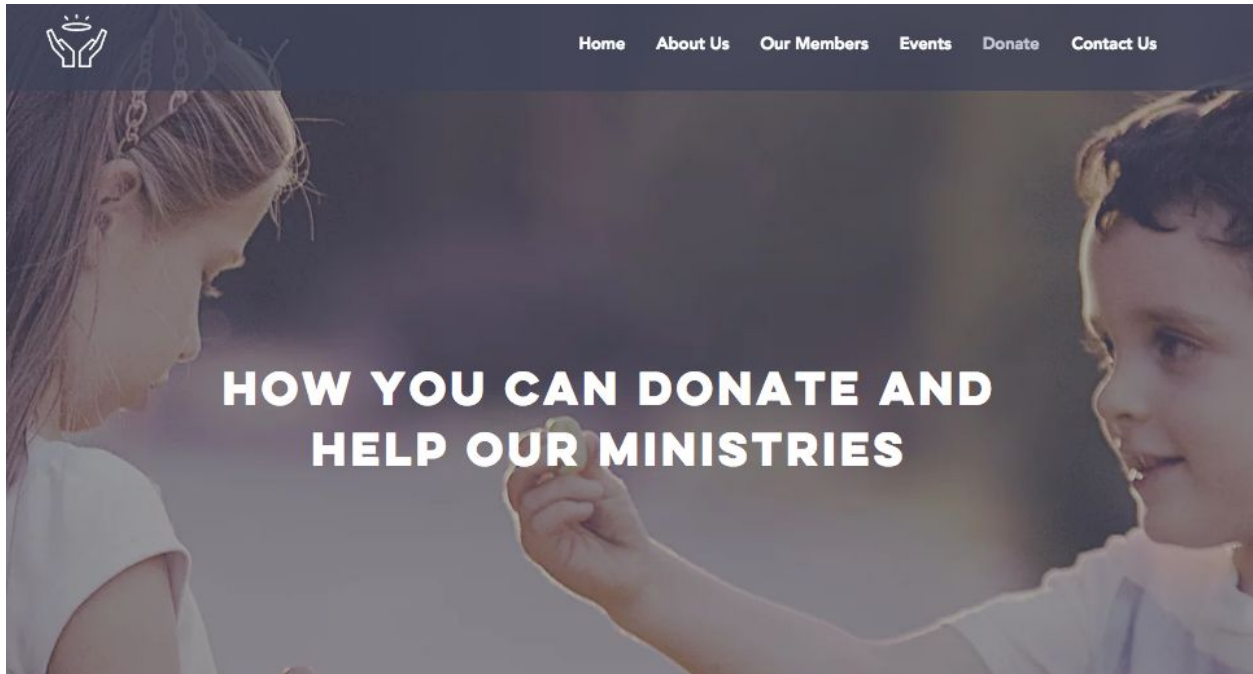 Home About Us Our Members Events Donate Contact Us
HOW YOU CAN DONATE AND
HELP OUR MINISTRIES